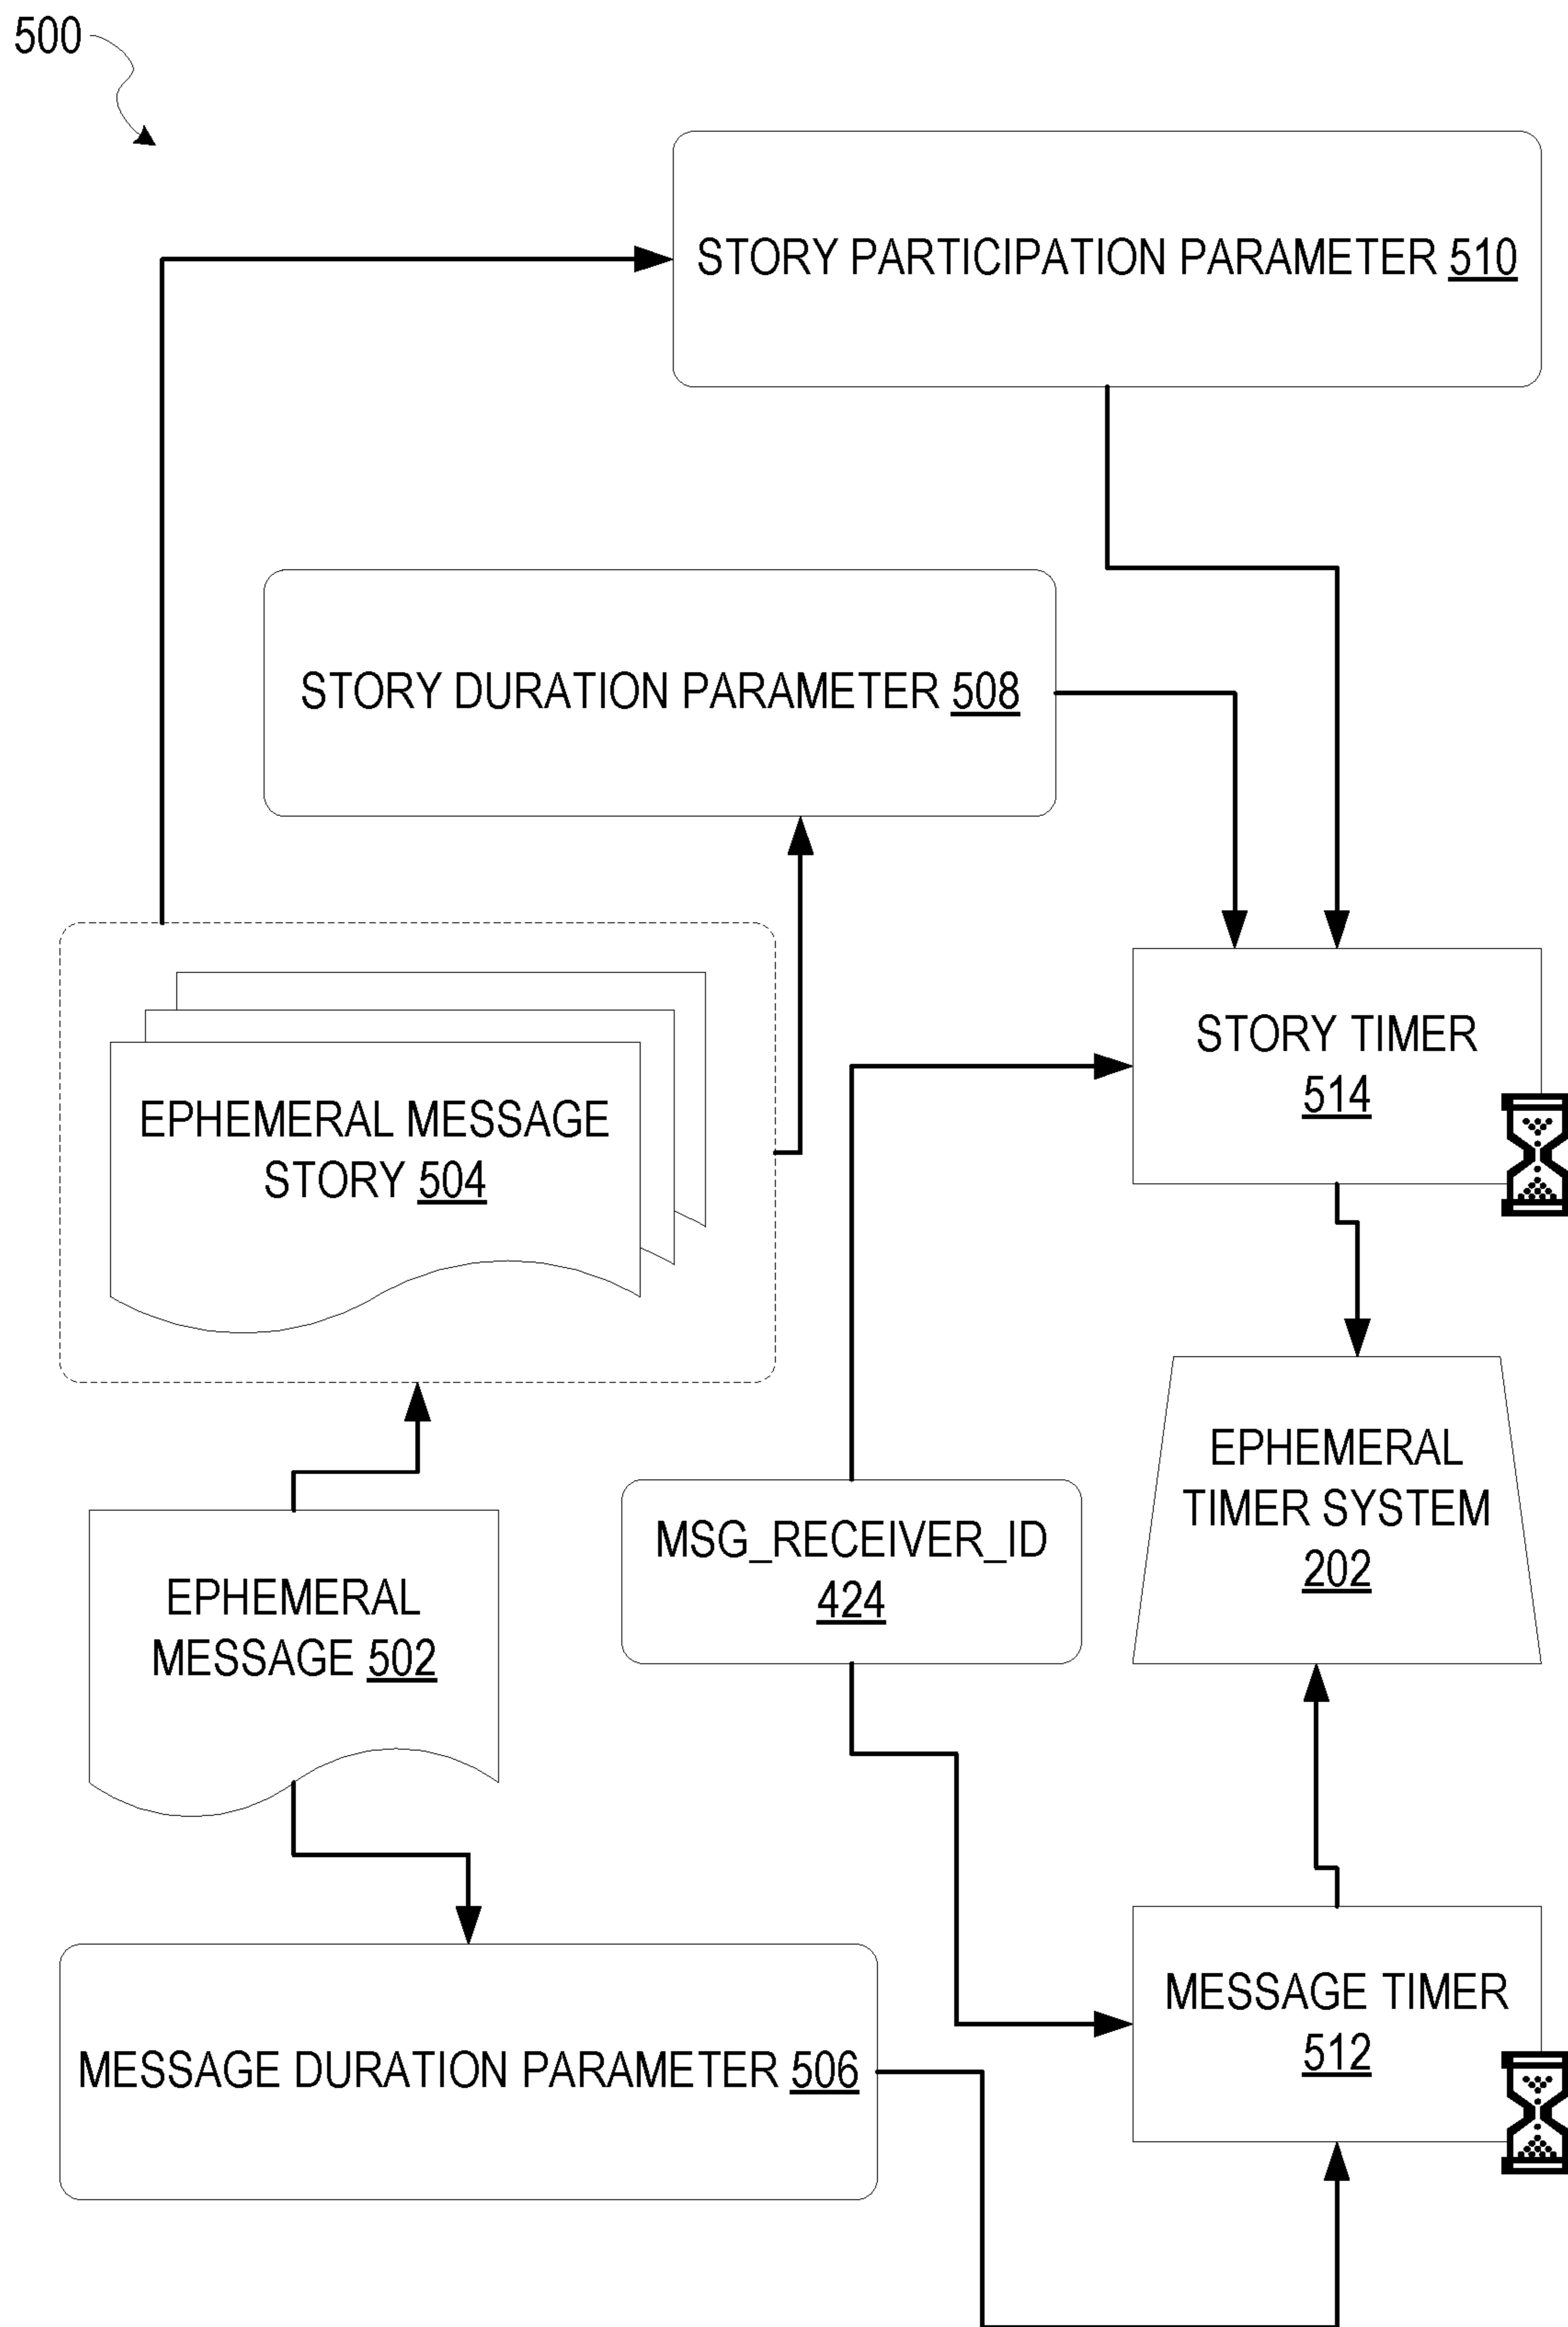 500
STORY PARTICIPATION PARAMETER 510
STORY DURATION PARAMETER 508
STORY TIMER
514
EPHEMERAL MESSAGE
STORY 504
EPHEMERAL
TIMER SYSTEM
202
MSG_RECEIVER_ID
424
EPHEMERAL
MESSAGE 502
MESSAGE TIMER
512
MESSAGE DURATION PARAMETER 506